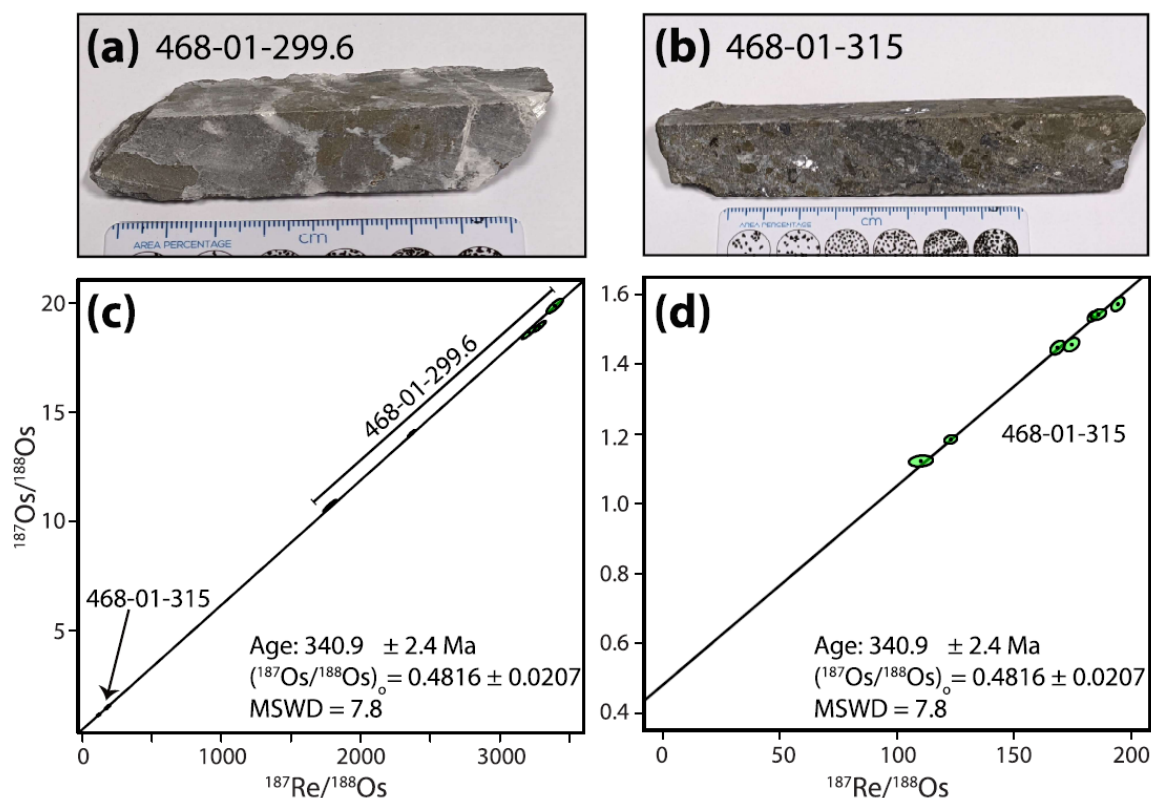 (a) 468-01-299.6
AREA PERCENTAGE
cm
(b) 468-01-315
AREA PERCENTAGE
cm
(c)
20
15
10
5
¹⁸⁷Os/¹⁸⁸Os
468-01-299.6
468-01-315
Age: 340.9 ± 2.4 Ma
(¹⁸⁷Os/¹⁸⁸Os)ₒ= 0.4816 ± 0.0207
MSWD = 7.8
0 1000 2000 3000
¹⁸⁷Re/¹⁸⁸Os
(d)
1.6
1.4
1.2
1.0
0.8
0.6
0.4
468-01-315
Age: 340.9 ± 2.4 Ma
(¹⁸⁷Os/¹⁸⁸Os)ₒ= 0.4816 ± 0.0207
MSWD = 7.8
0 50 100 150 200
¹⁸⁷Re/¹⁸⁸Os